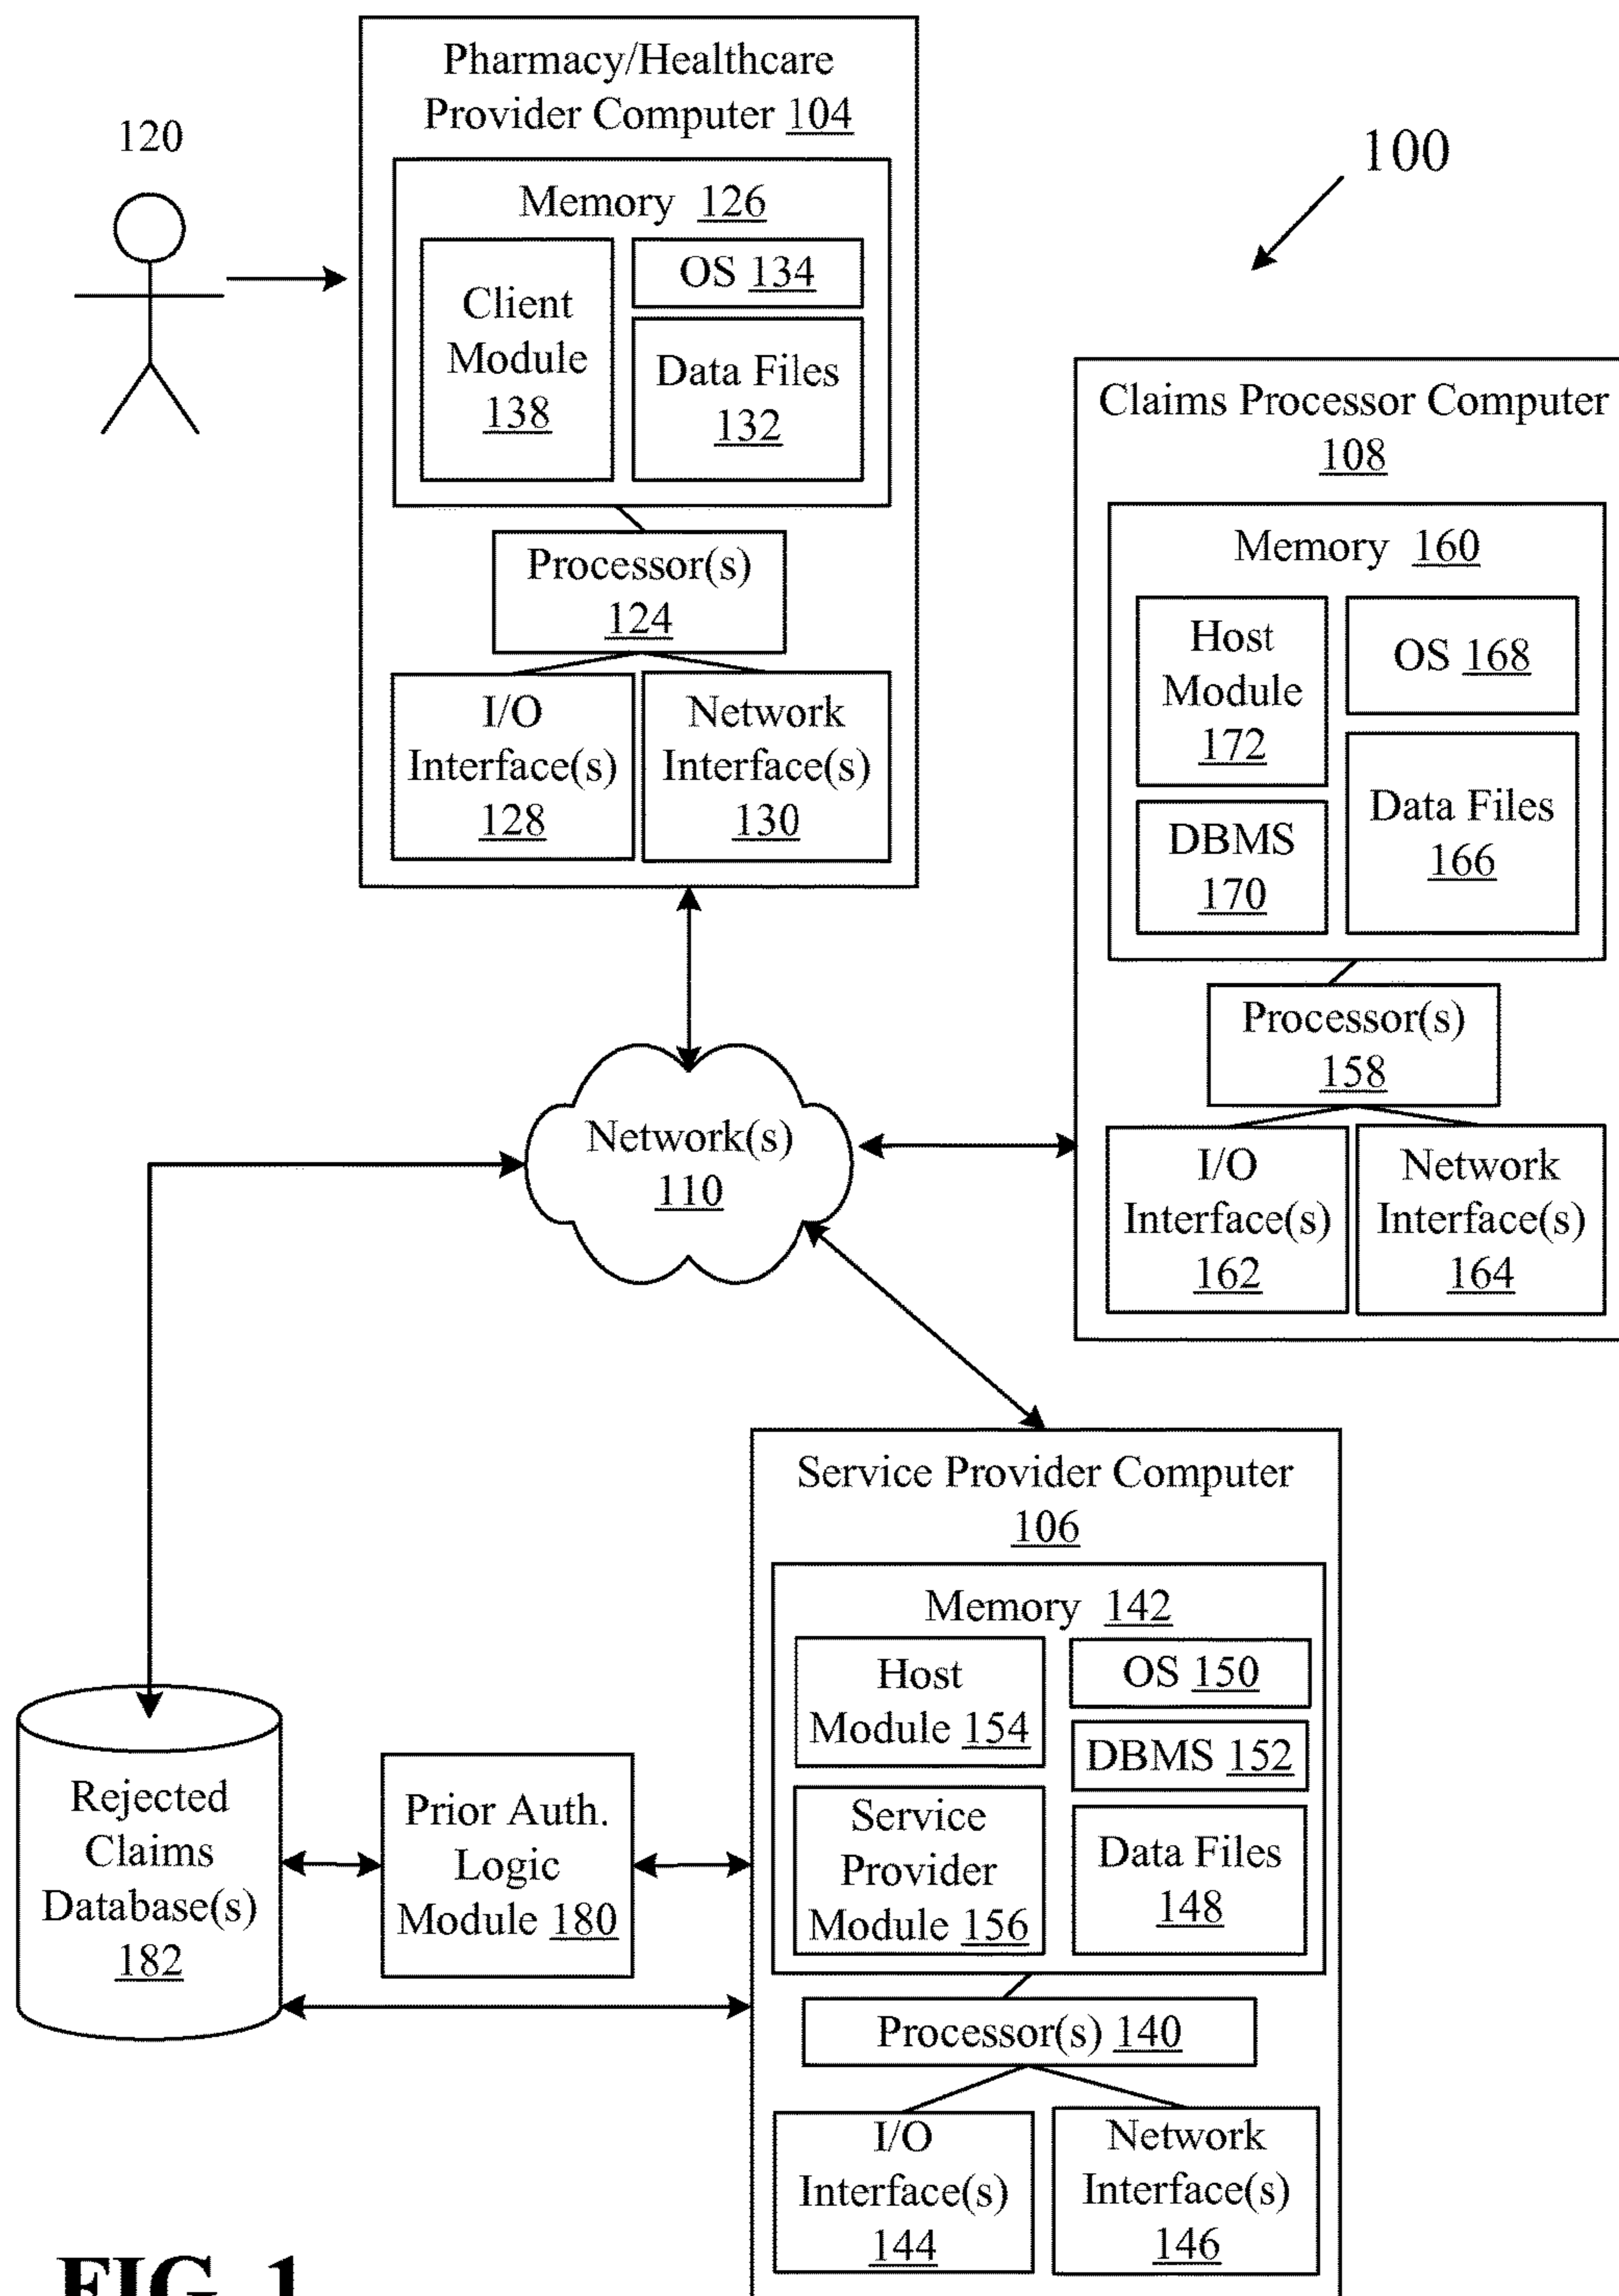 Pharmacy/Healthcare
Provider Computer 104
120
100
Memory 126
Client
Module
138
OS 134
Data Files
132
Processor(s)
124
I/O
Interface(s)
128
Network
Interface(s)
130
Claims Processor Computer
108
Memory 160
Host
Module
172
OS 168
DBMS
170
Data Files
166
Processor(s)
158
I/O
Interface(s)
162
Network
Interface(s)
164
Network(s)
110
Service Provider Computer
106
Memory 142
Host
Module 154
OS 150
DBMS 152
Service
Provider
Module 156
Data Files
148
Processor(s) 140
I/O
Interface(s)
144
Network
Interface(s)
146
Rejected
Claims
Database(s)
182
Prior Auth.
Logic
Module 180
FIG. 1